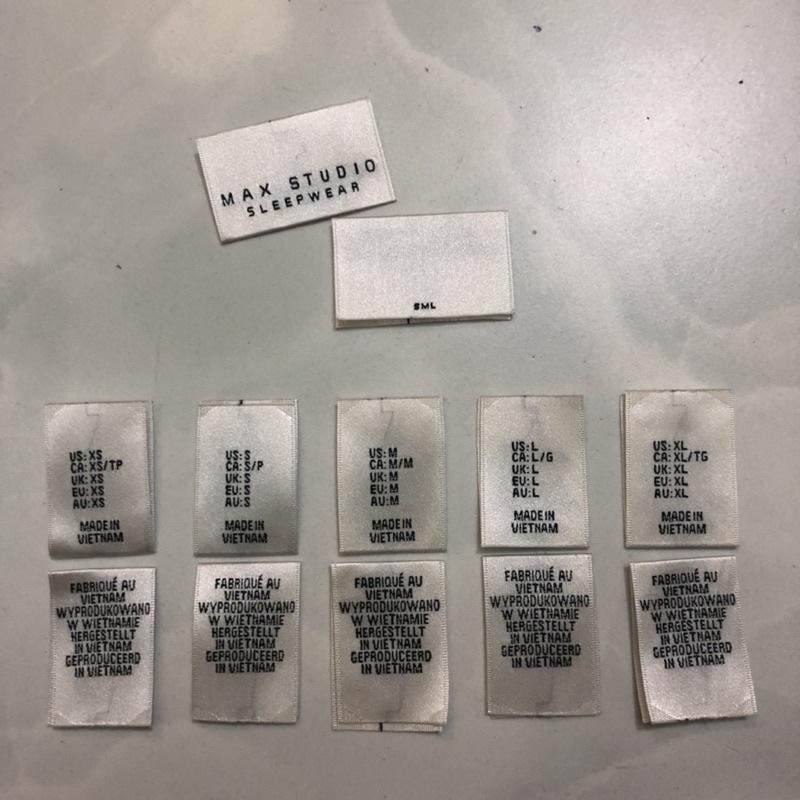 MAX STUDIO
SLEEPWEAR
SML
US: XS
CA: XS/TP
UK: XS
EU: XS
AU: XS
MADE IN
VIETNAM
US: S
CA: S/P
UK: S
EU: S
AU: S
MADE IN
VIETNAM
US: M
CA: M/M
UK: M
EU: M
AU: M
MADE IN
VIETNAM
US: L
CA: L/G
UK: L
EU: L
AU: L
MADE IN
VIETNAM
US: XL
CA: XL/TG
UK: XL
EU: XL
AU: XL
MADE IN
VIETNAM
FABRIQUÉ AU
VIETNAM
WYPRODUKOWANO
W WIETNAMIE
HERGESTELLT
IN VIETNAM
GEPRODUCEERD
IN VIETNAM
FABRIQUÉ AU
VIETNAM
WYPRODUKOWANO
W WIETNAMIE
HERGESTELLT
IN VIETNAM
GEPRODUCEERD
IN VIETNAM
FABRIQUÉ AU
VIETNAM
WYPRODUKOWANO
W WIETNAMIE
HERGESTELLT
IN VIETNAM
GEPRODUCEERD
IN VIETNAM
FABRIQUÉ AU
VIETNAM
WYPRODUKOWANO
W WIETNAMIE
HERGESTELLT
IN VIETNAM
GEPRODUCEERD
IN VIETNAM
FABRIQUÉ AU
VIETNAM
WYPRODUKOWANO
W WIETNAMIE
HERGESTELLT
IN VIETNAM
GEPRODUCEERD
IN VIETNAM